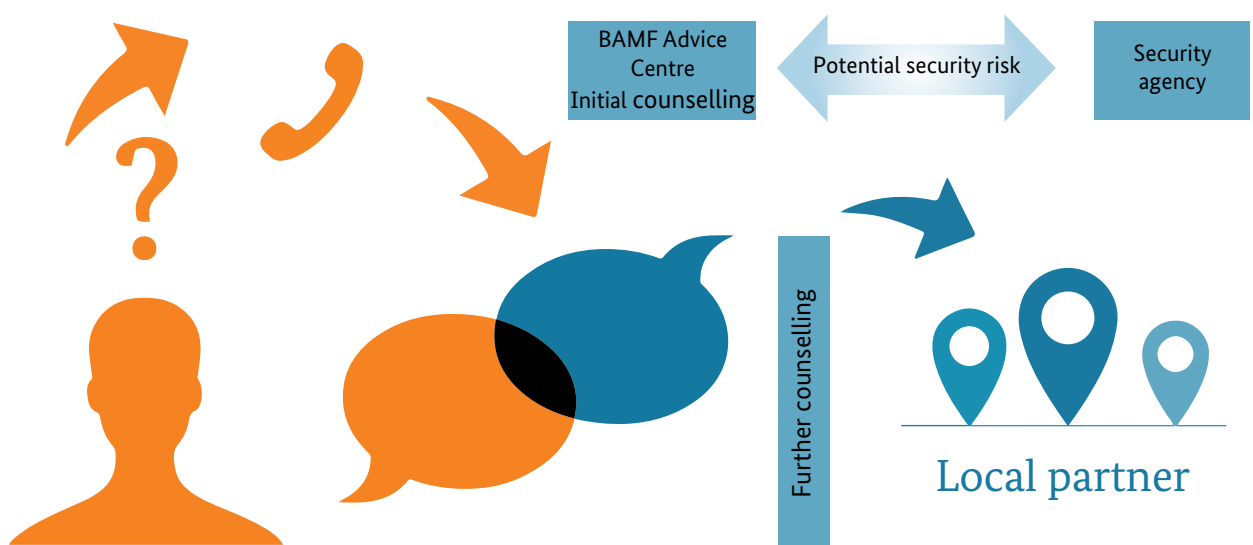 BAMF Advice
Centre
Initial counselling
Potential security risk
Security
agency
?
Further counselling
Local partner